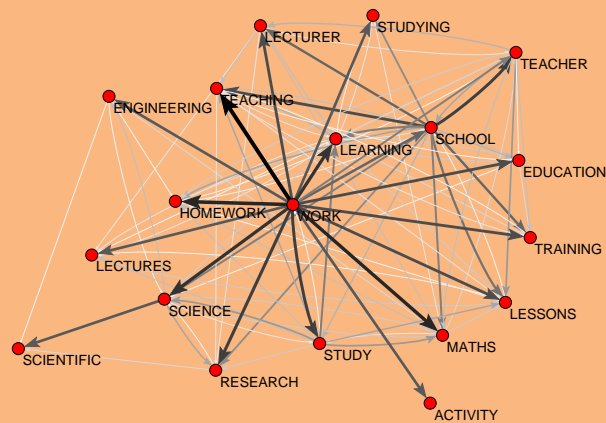 LECTURER
STUDYING
TEACHER
TEACHING
ENGINEERING
SCHOOL
LEARNING
EDUCATION
HOMEWORK
WORK
TRAINING
LECTURES
SCIENCE
LESSONS
STUDY
MATHS
SCIENTIFIC
RESEARCH
ACTIVITY